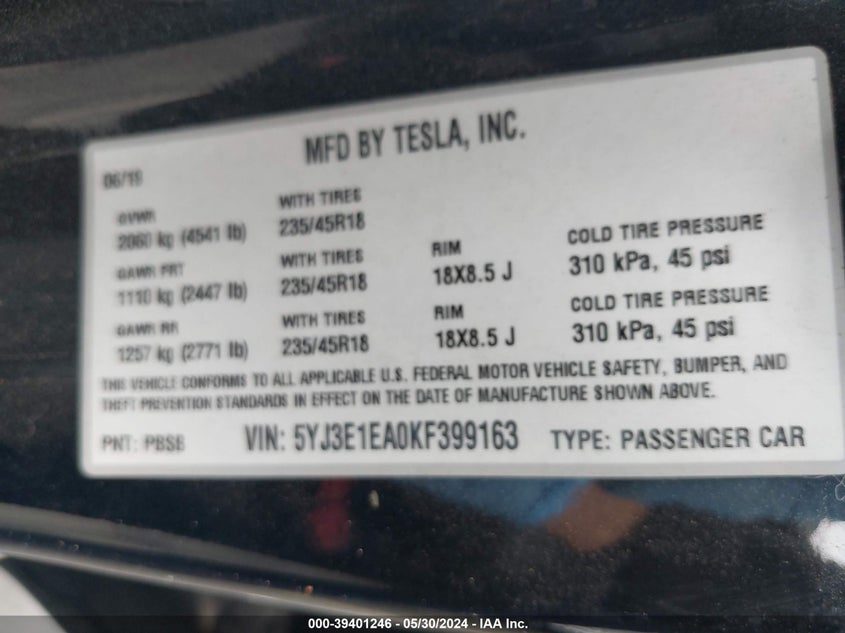 MFD BY TESLA, INC.
06/19
GVWR
2060 kg (4541 lb)
WITH TIRES
235/45R18
GAWR FRT
1110 kg (2447 lb)
WITH TIRES
235/45R18
RIM
18X8.5 J
COLD TIRE PRESSURE
310 kPa, 45 psi
GAWR RR
1257 kg (2771 lb)
WITH TIRES
235/45R18
RIM
18X8.5 J
COLD TIRE PRESSURE
310 kPa, 45 psi
THIS VEHICLE CONFORMS TO ALL APPLICABLE U.S. FEDERAL MOTOR VEHICLE SAFETY, BUMPER, AND
THEFT PREVENTION STANDARDS IN EFFECT ON THE DATE OF MANUFACTURE SHOWN ABOVE.
PNT: PBSB VIN: 5YJ3E1EA0KF399163 TYPE: PASSENGER CAR
000-39401246 - 05/30/2024 - IAA Inc.